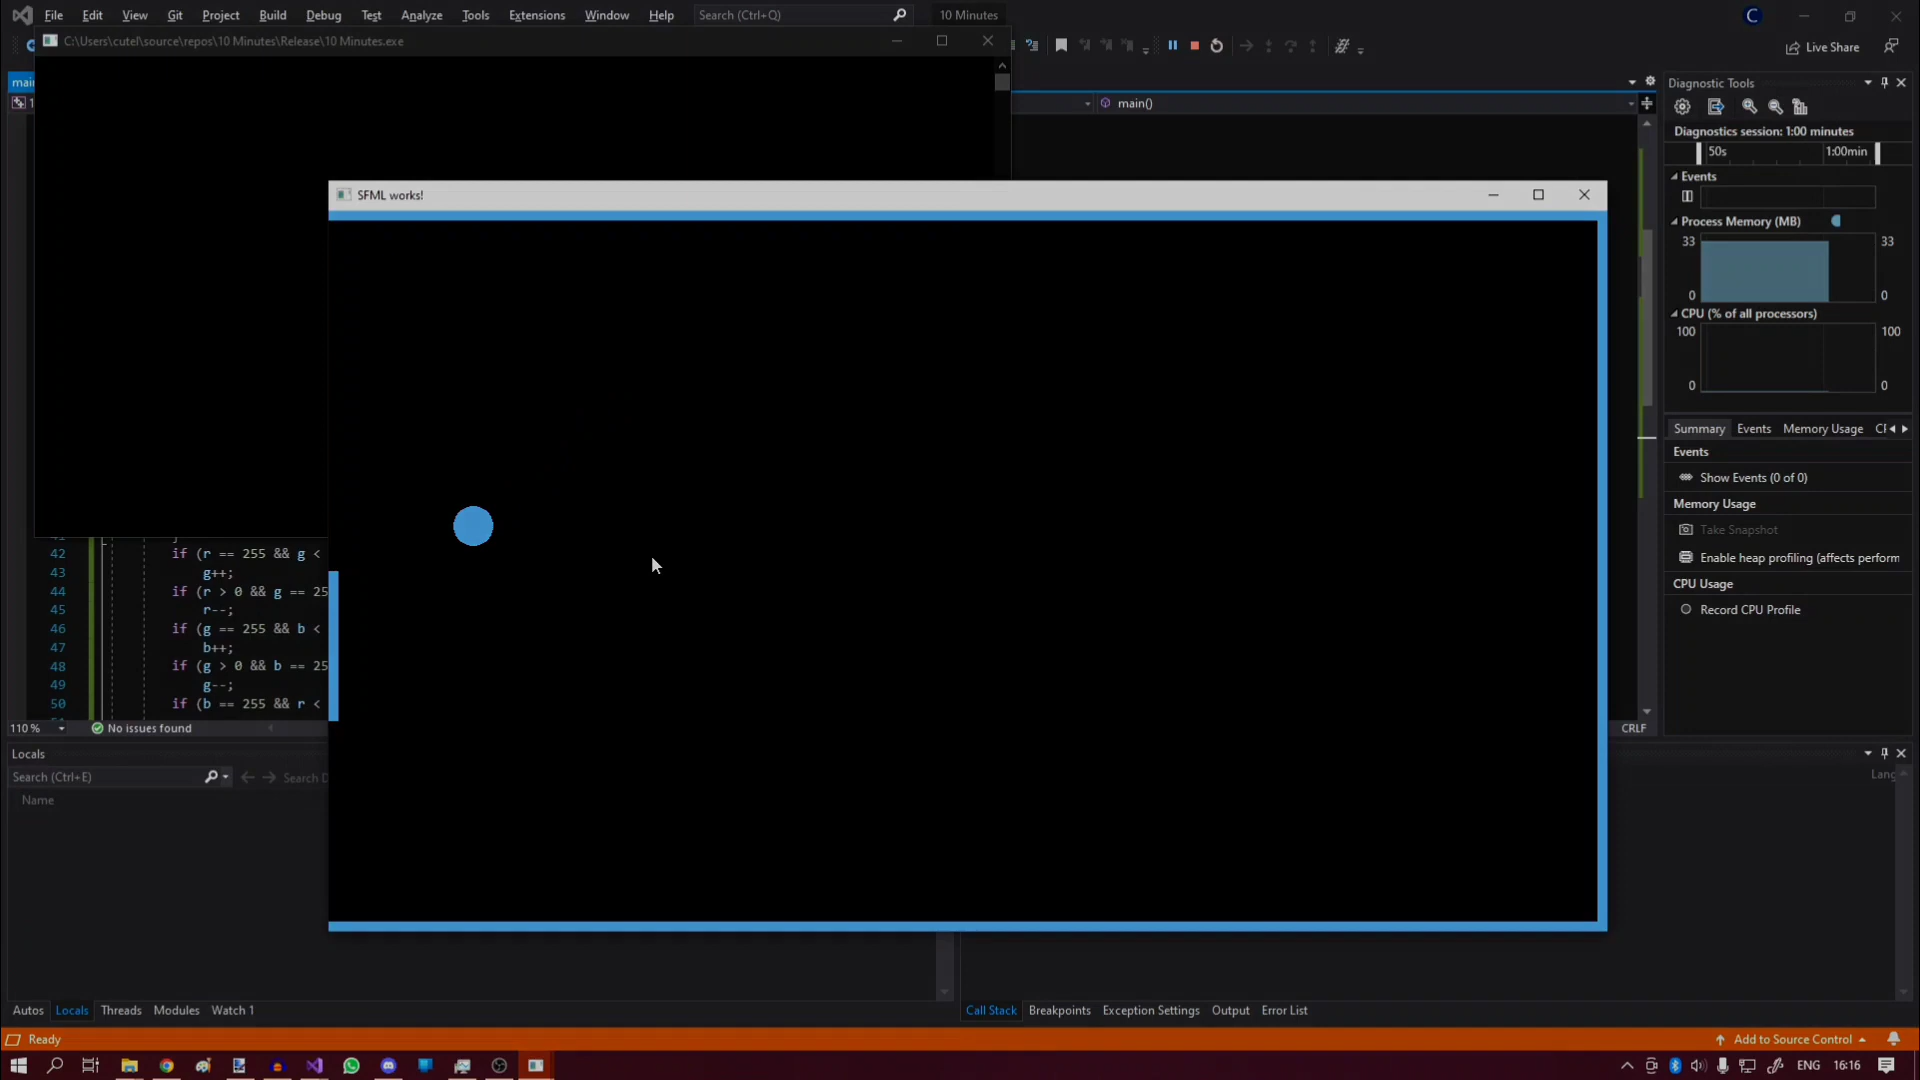 File Edit View Git Project Build Debug Test Analyze Tools Extensions Window Help Search (Ctrl+Q) 10 Minutes
C:\Users\cutel\source\repos\10 Minutes\Release\10 Minutes.exe
Live Share
main()
SFML works!
Diagnostic Tools
Diagnostics session: 1:00 minutes
50s 1:00min
Events
Process Memory (MB)
33 33
0 0
CPU (% of all processors)
100 100
0 0
Summary Events Memory Usage
Events
Show Events (0 of 0)
Memory Usage
Take Snapshot
Enable heap profiling (affects perform
CPU Usage
Record CPU Profile
42 if (r == 255 && g <
43 g++;
44 if (r > 0 && g == 25
45 r--;
46 if (g == 255 && b <
47 b++;
48 if (g > 0 && b == 25
49 g--;
50 if (b == 255 && r <
110 % No issues found CRLF
Locals
Search (Ctrl+E) Search D
Name
Lang
Autos Locals Threads Modules Watch 1
Call Stack Breakpoints Exception Settings Output Error List
Ready Add to Source Control
ENG 16:16